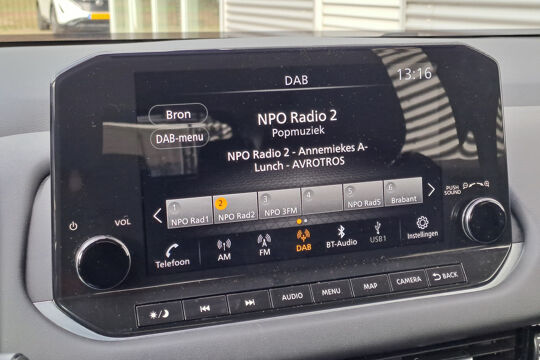 DAB
13:16
Bron
DAB-menu
NPO Radio 2
Popmuziek
NPO Radio 2 - Annemiekes A-
Lunch - AVROTROS
1 2 3 4 5 6
NPO Rad1 NPO Rad2 NPO 3FM NPO Rad5 Brabant
VOL
PUSH
SOUND
Telefoon AM FM DAB BT-Audio USB1 Instellingen
AUDIO MENU MAP CAMERA BACK